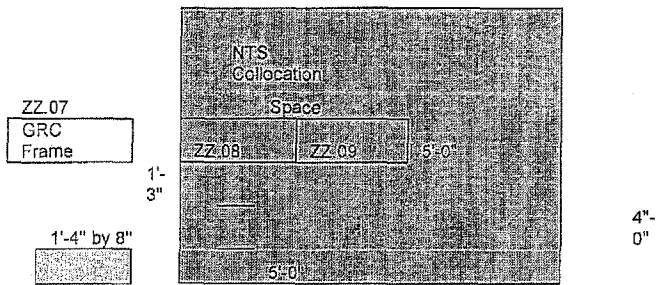 NTS
Collocation
Space
ZZ.07
GRC
Frame
ZZ.08
ZZ.09
5'-0"
1'-
3"
4"-
0"
1'-4" by 8"
5'-0"